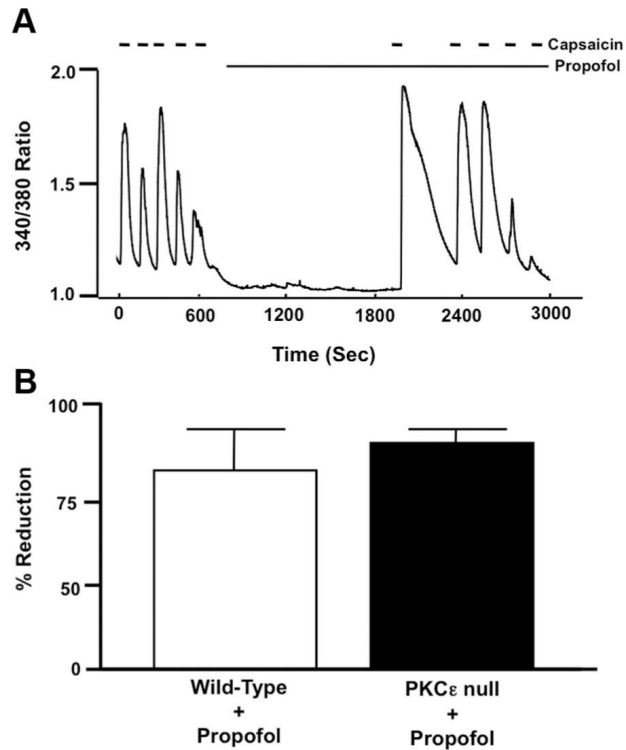 A
Capsaicin
Propofol
2.0
1.5
1.0
340/380 Ratio
0 600 1200 1800 2400 3000
Time (Sec)
B
100
75
50
0
% Reduction
Wild-Type
+
Propofol
PKCε null
+
Propofol